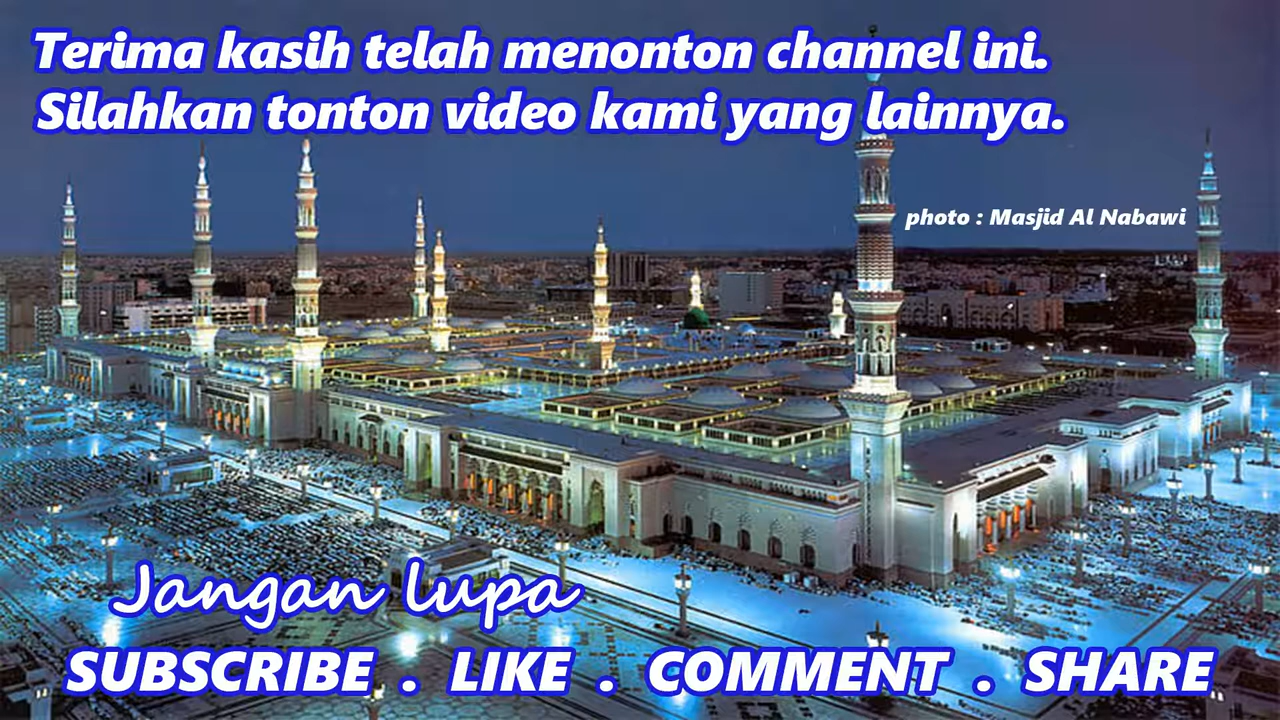 Terima kasih telah menonton channel ini.
Silahkan tonton video kami yang lainnya.
photo : Masjid Al Nabawi
Jangan lupa
SUBSCRIBE . LIKE . COMMENT . SHARE